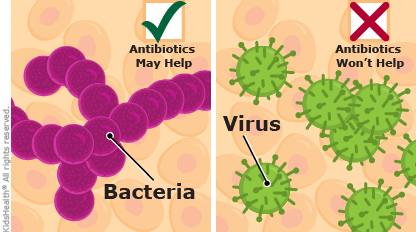 Antibiotics
May Help
Bacteria
Antibiotics
Won't Help
Virus
KidsHealth® All rights reserved.